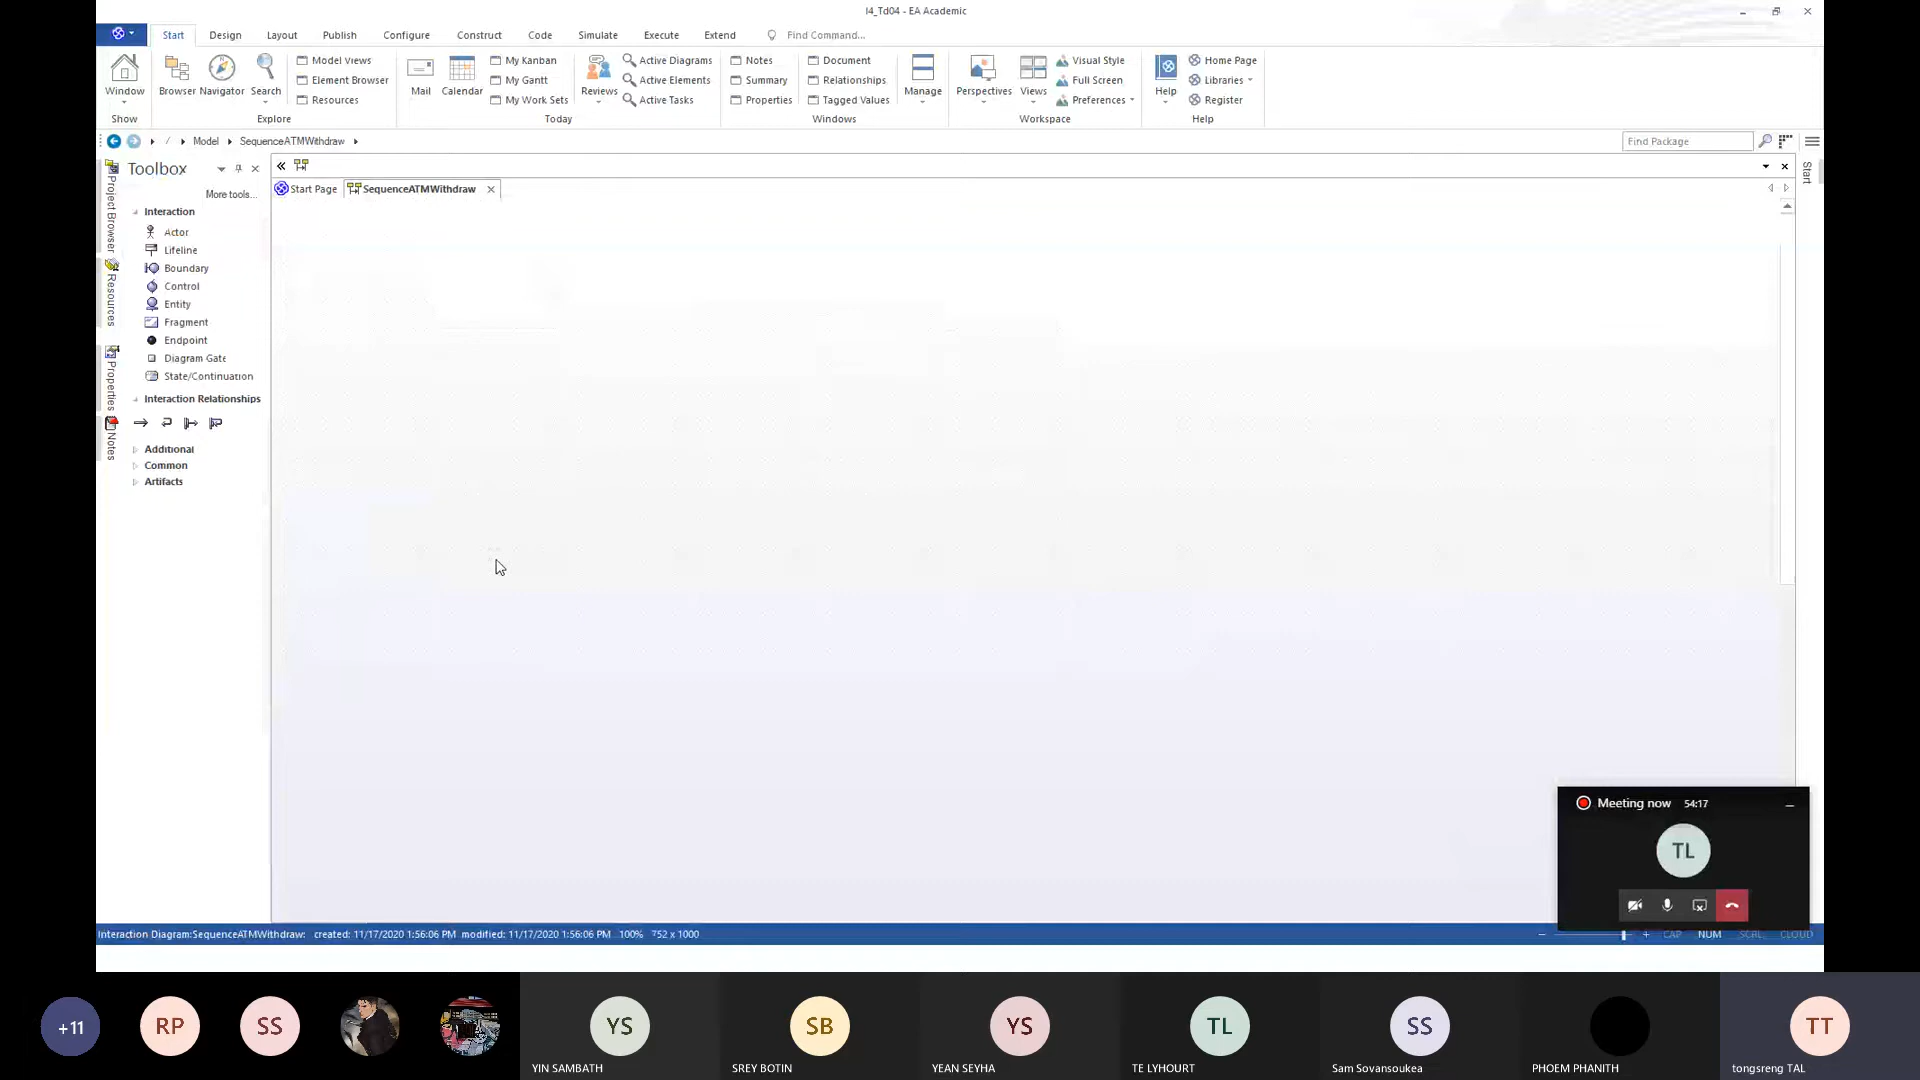 I4_Td04 - EA Academic
Start Design Layout Publish Configure Construct Code Simulate Execute Extend Find Command...
Window Browser Navigator Search Model Views Element Browser Resources
Mail Calendar My Kanban My Gantt My Work Sets Reviews Active Diagrams Active Elements Active Tasks
Notes Summary Properties Document Relationships Tagged Values Manage
Perspectives Views Visual Style Full Screen Preferences Help Home Page Libraries Register
Show Explore Today Windows Workspace Help
/ Model SequenceATMWithdraw
Find Package
Toolbox
More tools...
Start Page SequenceATMWithdraw
Interaction
Actor
Lifeline
Boundary
Control
Entity
Fragment
Endpoint
Diagram Gate
State/Continuation
Interaction Relationships
Additional
Common
Artifacts
Project Browser
Resources
Properties
Notes
Start
Meeting now 54:17
TL
Interaction Diagram:SequenceATMWithdraw: created: 11/17/2020 1:56:06 PM modified: 11/17/2020 1:56:06 PM 100% 752 x 1000
CAP NUM SCRL CLOUD
+11 RP SS YS SB YS TL SS TT
YIN SAMBATH SREY BOTIN YEAN SEYHA TE LYHOURT Sam Sovansoukea PHOEM PHANITH tongsreng TAL